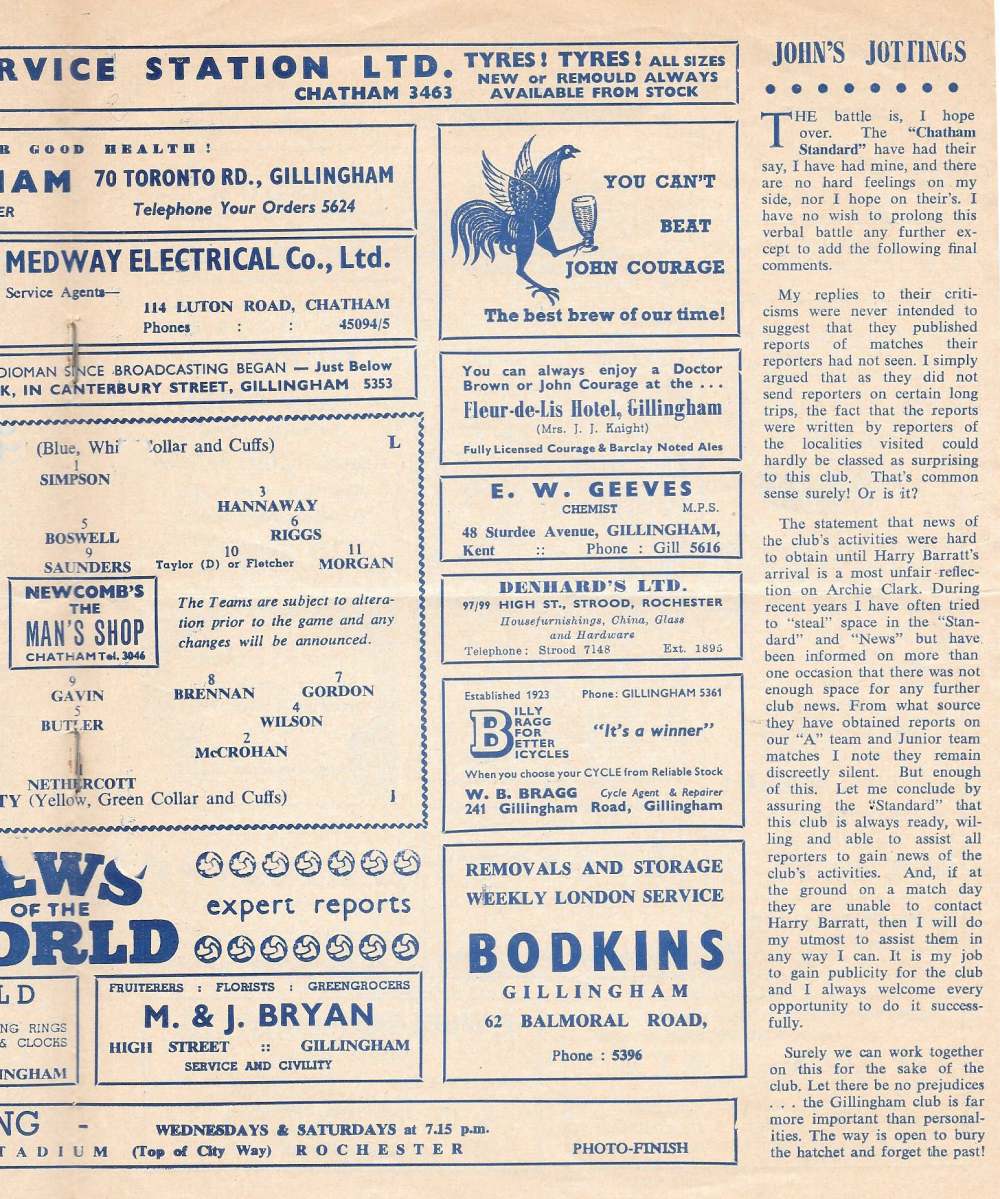 RVICE STATION LTD.
CHATHAM 3463
TYRES! TYRES! ALL SIZES
NEW or REMOULD ALWAYS
AVAILABLE FROM STOCK
R GOOD HEALTH!
AM 70 TORONTO RD., GILLINGHAM
ER Telephone Your Orders 5624
MEDWAY ELECTRICAL Co., Ltd.
Service Agents—
114 LUTON ROAD, CHATHAM
Phones : : 45094/5
DIOMAN SINCE BROADCASTING BEGAN — Just Below
K, IN CANTERBURY STREET, GILLINGHAM 5353
(Blue, Whi ollar and Cuffs) L
1
SIMPSON
3
HANNAWAY
5 6
BOSWELL RIGGS
9 10 11
SAUNDERS Taylor (D) or Fletcher MORGAN
NEWCOMB'S
THE
MAN'S SHOP
CHATHAM Tel. 3046
The Teams are subject to altera-
tion prior to the game and any
changes will be announced.
9 8 7
GAVIN BRENNAN GORDON
5 4
BUTLER WILSON
2
McCROHAN
1
NETHERCOTT
TY (Yellow, Green Collar and Cuffs)
NEWS
OF THE
ORLD
expert reports
LD
NG RINGS
& CLOCKS
INGHAM
FRUITERERS : FLORISTS : GREENGROCERS
M. & J. BRYAN
HIGH STREET :: GILLINGHAM
SERVICE AND CIVILITY
NG -
TADIUM
WEDNESDAYS & SATURDAYS at 7.15 p.m.
(Top of City Way) ROCHESTER
PHOTO-FINISH
YOU CAN'T
BEAT
JOHN COURAGE
The best brew of our time!
You can always enjoy a Doctor
Brown or John Courage at the . . .
Fleur-de-Lis Hotel, Gillingham
(Mrs. J. J. Knight)
Fully Licensed Courage & Barclay Noted Ales
E. W. GEEVES
CHEMIST M.P.S.
48 Sturdee Avenue, GILLINGHAM,
Kent :: Phone : Gill 5616
DENHARD'S LTD.
97/99 HIGH ST., STROOD, ROCHESTER
Housefurnishings, China, Glass
and Hardware
Telephone: Strood 7148 Ext. 1895
Established 1923 Phone: GILLINGHAM 5361
BILLY
BRAGG
FOR
BETTER
BICYCLES
"It's a winner"
When you choose your CYCLE from Reliable Stock
W. B. BRAGG Cycle Agent & Repairer
241 Gillingham Road, Gillingham
REMOVALS AND STORAGE
WEEKLY LONDON SERVICE
BODKINS
GILLINGHAM
62 BALMORAL ROAD,
Phone : 5396
JOHN'S JOTTINGS
THE battle is, I hope
over. The "Chatham
Standard" have had their
say, I have had mine, and there
are no hard feelings on my
side, nor I hope on their's. I
have no wish to prolong this
verbal battle any further ex-
cept to add the following final
comments.
My replies to their criti-
cisms were never intended to
suggest that they published
reports of matches their
reporters had not seen. I simply
argued that as they did not
send reporters on certain long
trips, the fact that the reports
were written by reporters of
the localities visited could
hardly be classed as surprising
to this club. That's common
sense surely! Or is it?
The statement that news of
the club's activities were hard
to obtain until Harry Barratt's
arrival is a most unfair reflec-
tion on Archie Clark. During
recent years I have often tried
to "steal" space in the "Stan-
dard" and "News" but have
been informed on more than
one occasion that there was not
enough space for any further
club news. From what source
they have obtained reports on
our "A" team and Junior team
matches I note they remain
discreetly silent. But enough
of this. Let me conclude by
assuring the "Standard" that
this club is always ready, wil-
ling and able to assist all
reporters to gain news of the
club's activities. And, if at
the ground on a match day
they are unable to contact
Harry Barratt, then I will do
my utmost to assist them in
any way I can. It is my job
to gain publicity for the club
and I always welcome every
opportunity to do it success-
fully.
Surely we can work together
on this for the sake of the
club. Let there be no prejudices
. . . . the Gillingham club is far
more important than personal-
ities. The way is open to bury
the hatchet and forget the past!